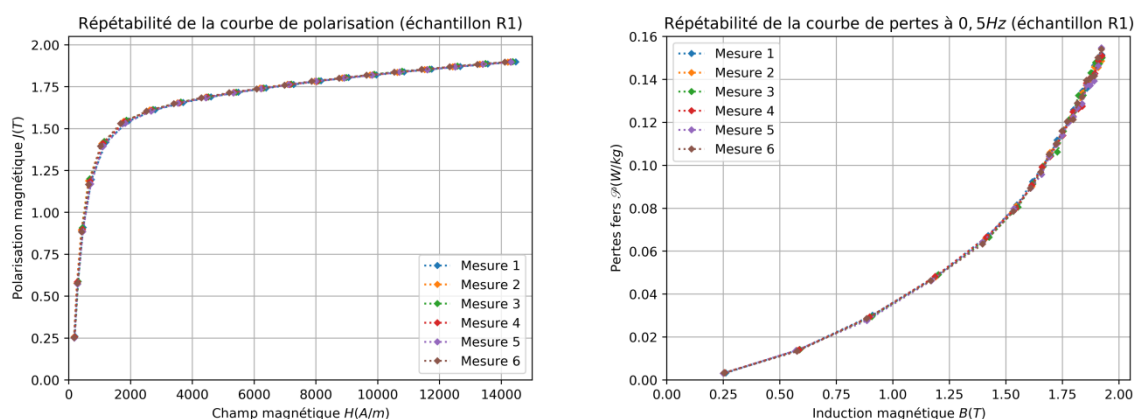 Répétabilité de la courbe de polarisation (échantillon R1)
Polarisation magnétique J(T)
2.00
1.75
1.50
1.25
1.00
0.75
0.50
0.25
0.00
Mesure 1
Mesure 2
Mesure 3
Mesure 4
Mesure 5
Mesure 6
0 2000 4000 6000 8000 10000 12000 14000
Champ magnétique H(A/m)
Répétabilité de la courbe de pertes à 0, 5Hz (échantillon R1)
Pertes fers 𝒫(W/kg)
0.16
0.14
0.12
0.10
0.08
0.06
0.04
0.02
0.00
Mesure 1
Mesure 2
Mesure 3
Mesure 4
Mesure 5
Mesure 6
0.00 0.25 0.50 0.75 1.00 1.25 1.50 1.75 2.00
Induction magnétique B(T)